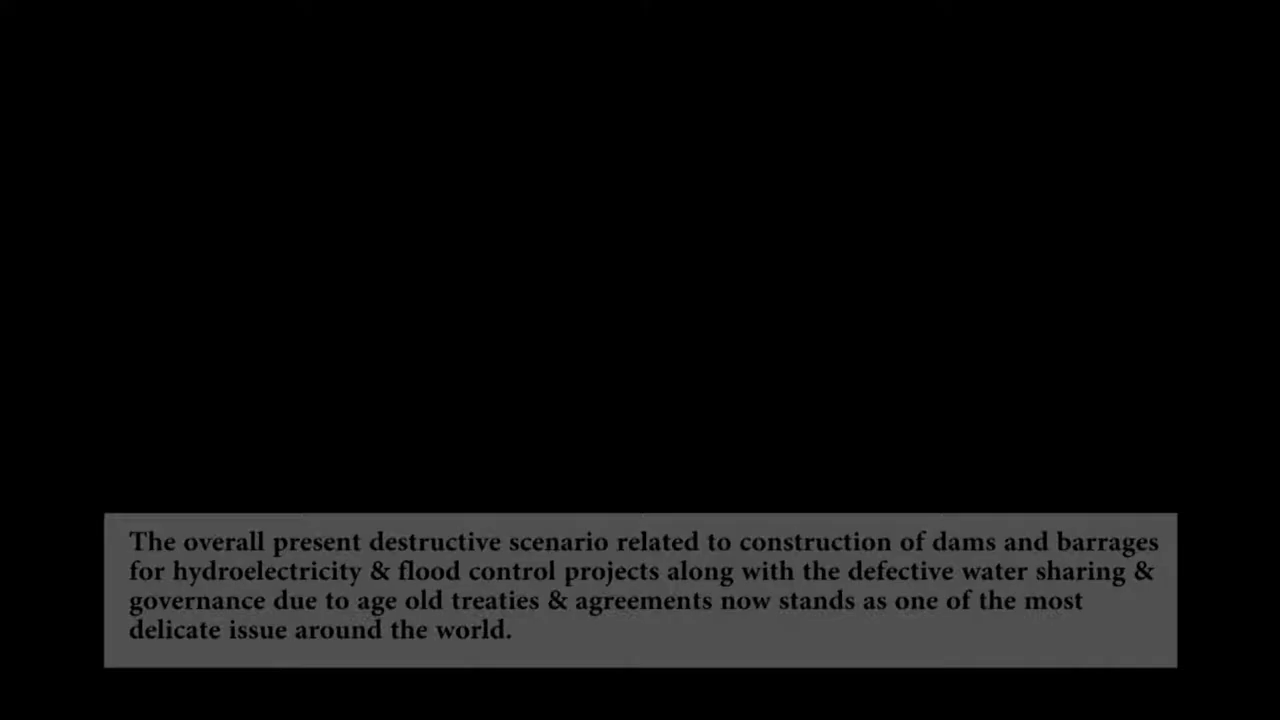 The overall present destructive scenario related to construction of dams and barrages
for hydroelectricity & flood control projects along with the defective water sharing &
governance due to age old treaties & agreements now stands as one of the most
delicate issue around the world.